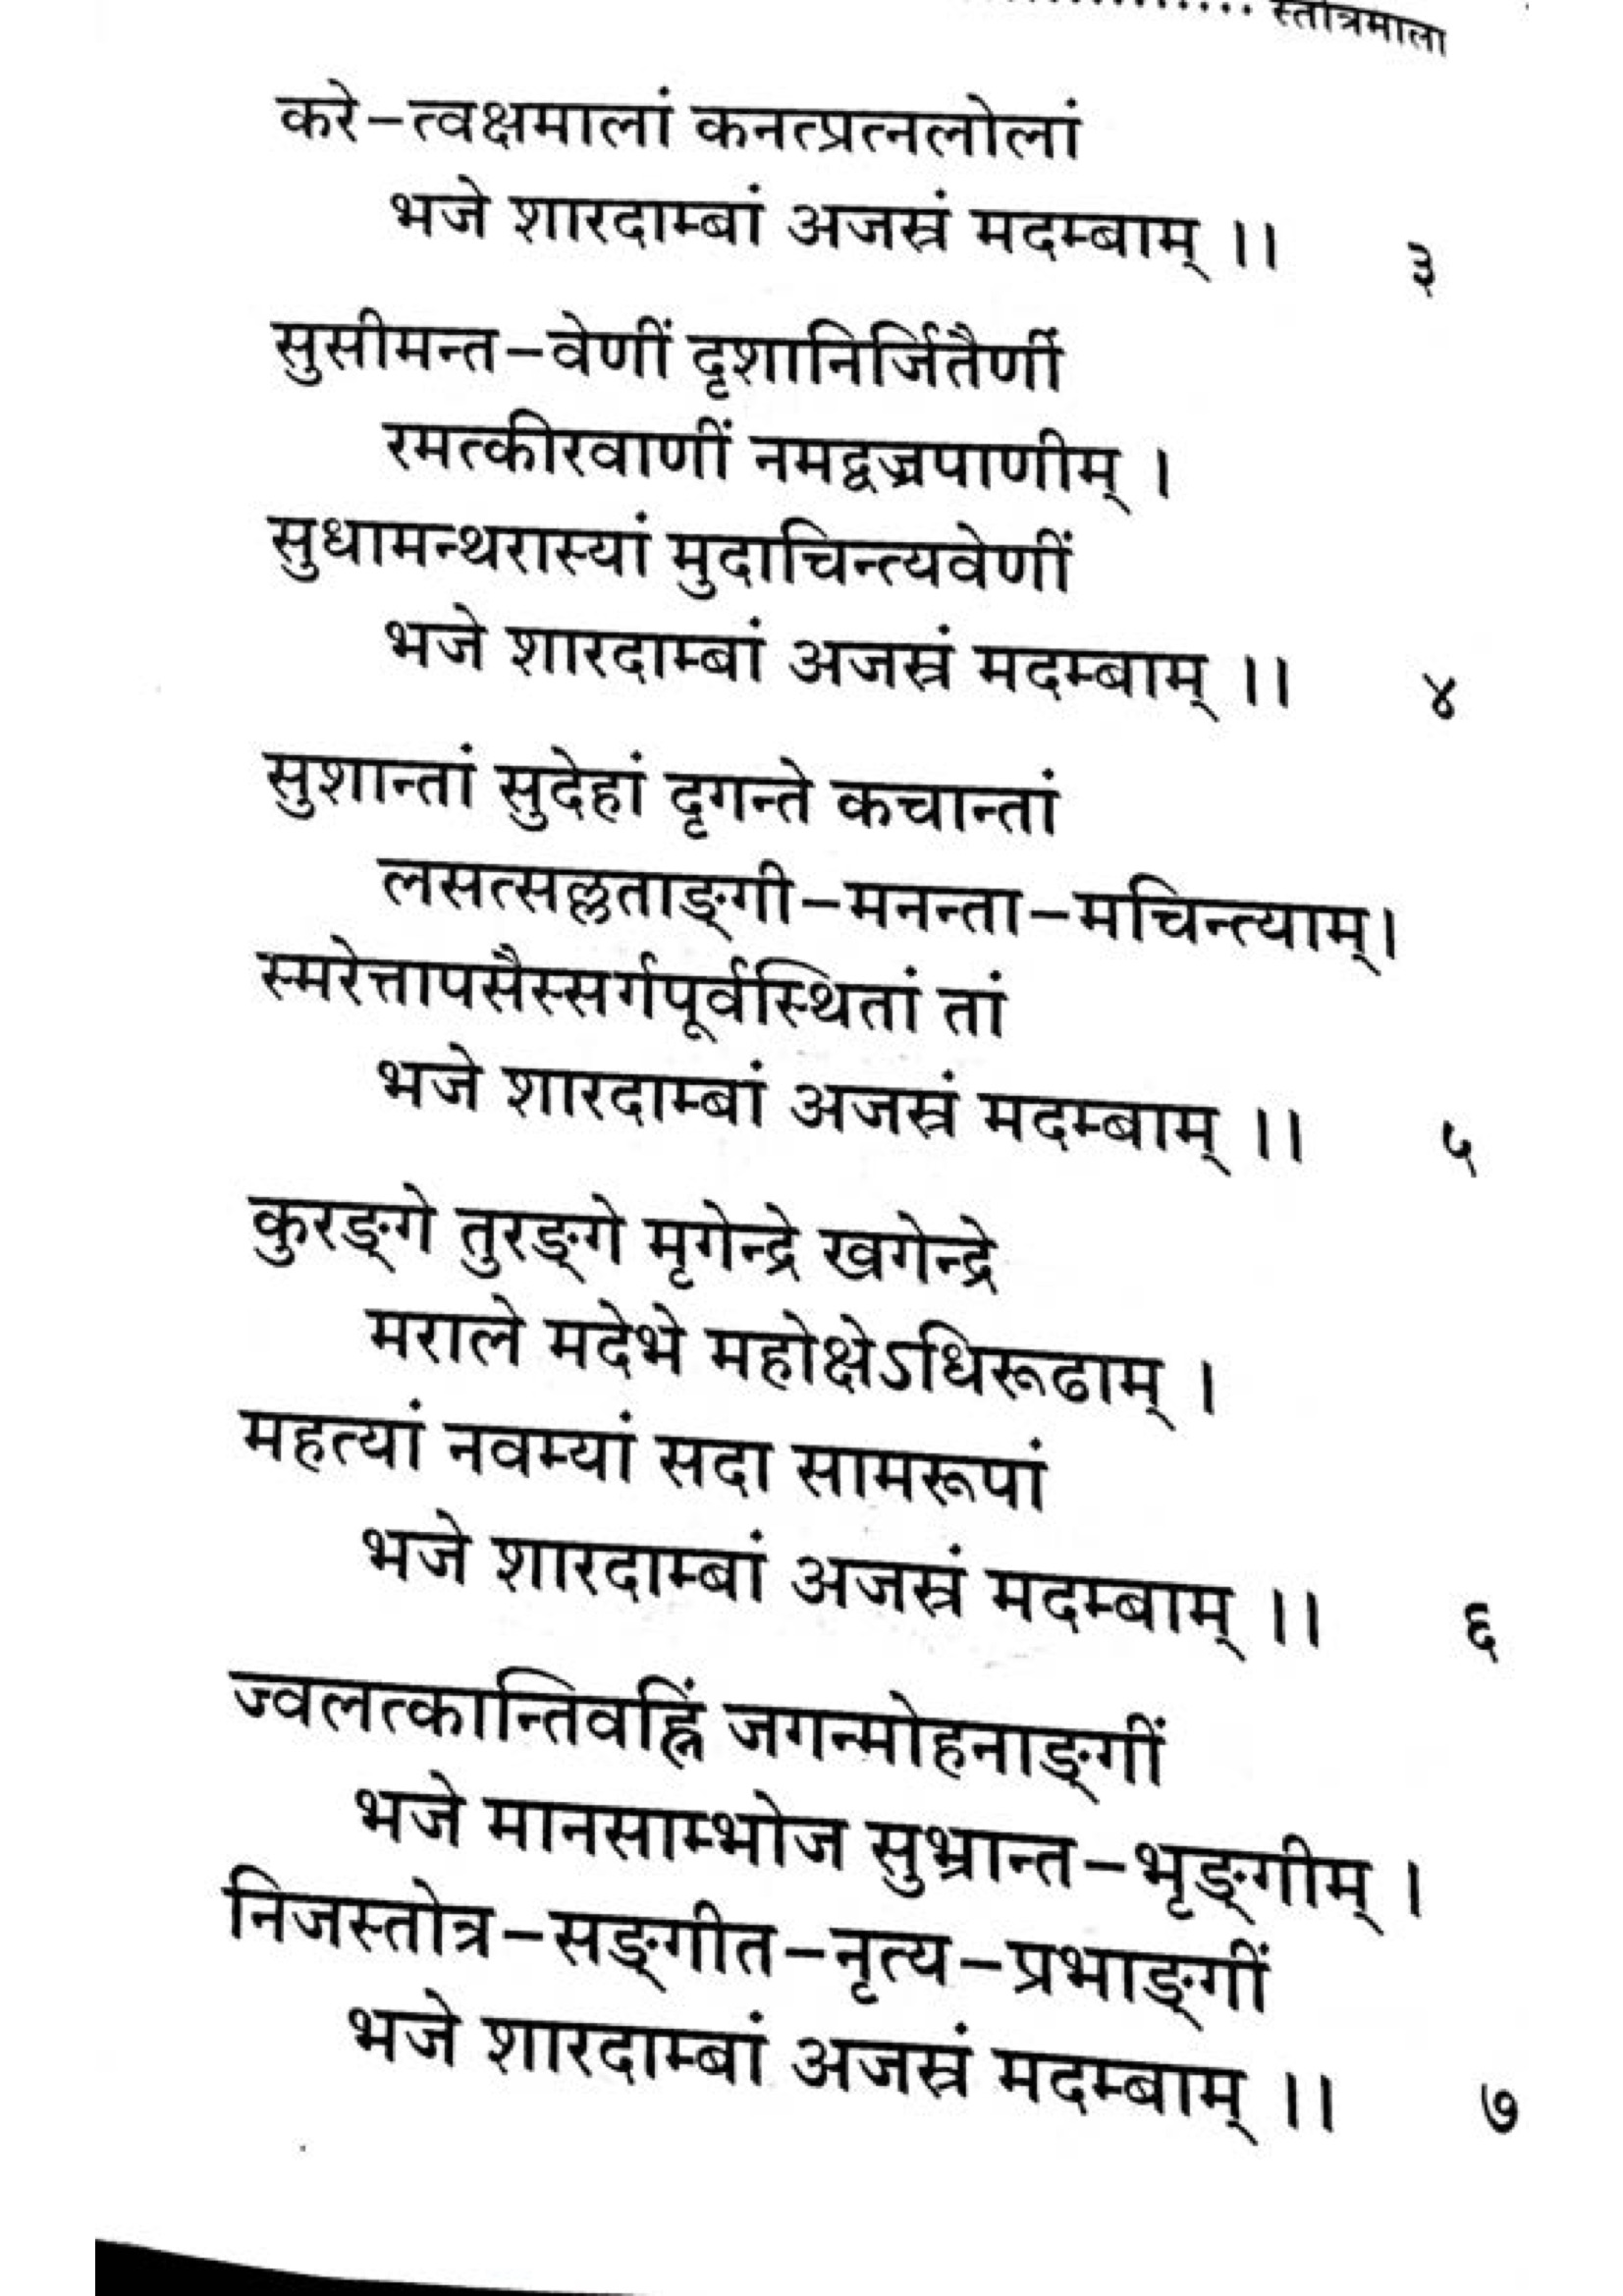 स्तोत्रमाला
करे-त्वक्षमालां कनत्प्रत्नलोलां
भजे शारदाम्बां अजस्रं मदम्बाम् ।। ३
सुसीमन्त-वेणीं दृशानिर्जितैर्णीं
रमत्कीरवाणीं नमद्वज्रपाणीम् ।
सुधामन्थरास्यां मुदाचिन्त्यवेणीं
भजे शारदाम्बां अजस्रं मदम्बाम् ।। ४
सुशान्तां सुदेहां दृगन्ते कचान्तां
लसत्सल्लताङ्गी-मनन्ता-मचिन्त्याम्।
स्मरेत्तापसैस्सर्गपूर्वस्थितां तां
भजे शारदाम्बां अजस्रं मदम्बाम् ।। ५
कुरङ्गे तुरङ्गे मृगेन्द्रे खगेन्द्रे
मराले मदेभे महोक्षेऽधिरूढाम् ।
महत्यां नवम्यां सदा सामरूपां
भजे शारदाम्बां अजस्रं मदम्बाम् ।। ६
ज्वलत्कान्तिवह्निं जगन्मोहनाङ्गीं
भजे मानसाम्भोज सुभ्रान्त-भृङ्गीम् ।
निजस्तोत्र-सङ्गीत-नृत्य-प्रभाङ्गीं
भजे शारदाम्बां अजस्रं मदम्बाम् ।। ७